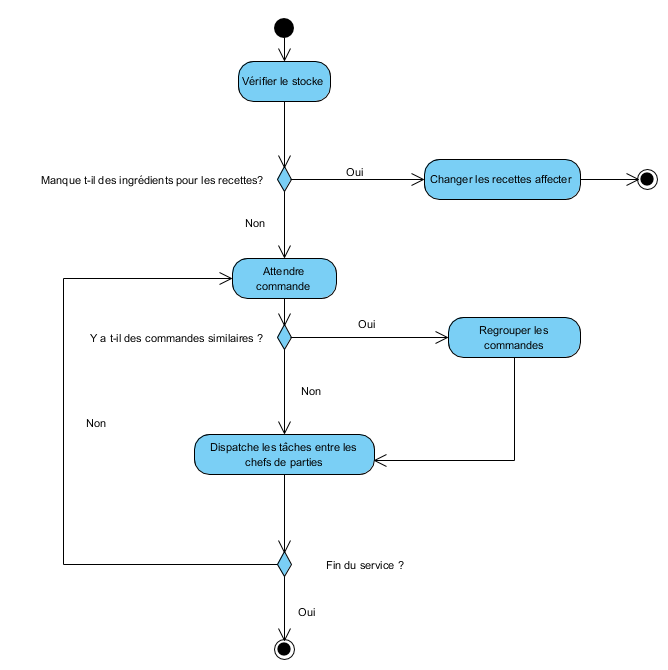 Vérifier le stocke
Manque t-il des ingrédients pour les recettes?
Oui
Changer les recettes affecter
Non
Attendre
commande
Y a t-il des commandes similaires ?
Oui
Regrouper les
commandes
Non
Non
Dispatche les tâches entre les
chefs de parties
Fin du service ?
Oui